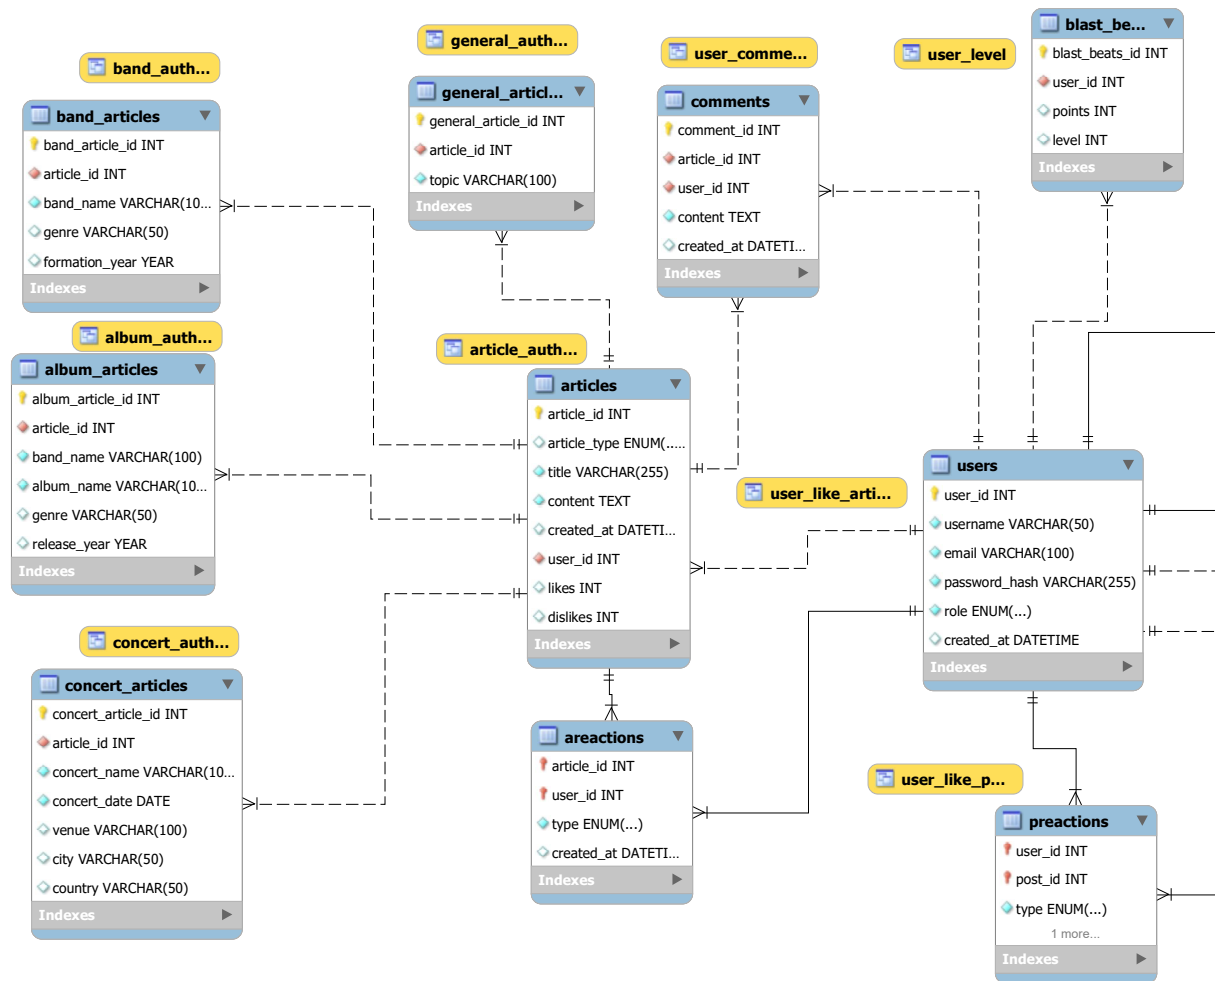 band_auth...
general_auth...
user_comme...
user_level
blast_be...
blast_beats_id INT
user_id INT
points INT
level INT
Indexes
band_articles
band_article_id INT
article_id INT
band_name VARCHAR(10...
genre VARCHAR(50)
formation_year YEAR
Indexes
general_articl...
general_article_id INT
article_id INT
topic VARCHAR(100)
Indexes
comments
comment_id INT
article_id INT
user_id INT
content TEXT
created_at DATETI...
Indexes
album_auth...
album_articles
album_article_id INT
article_id INT
band_name VARCHAR(100)
album_name VARCHAR(10...
genre VARCHAR(50)
release_year YEAR
Indexes
article_auth...
articles
article_id INT
article_type ENUM(.....
title VARCHAR(255)
content TEXT
created_at DATETI...
user_id INT
likes INT
dislikes INT
Indexes
user_like_arti...
users
user_id INT
username VARCHAR(50)
email VARCHAR(100)
password_hash VARCHAR(255)
role ENUM(...)
created_at DATETIME
Indexes
concert_auth...
concert_articles
concert_article_id INT
article_id INT
concert_name VARCHAR(10...
concert_date DATE
venue VARCHAR(100)
city VARCHAR(50)
country VARCHAR(50)
Indexes
areactions
article_id INT
user_id INT
type ENUM(...)
created_at DATETI...
Indexes
user_like_p...
preactions
user_id INT
post_id INT
type ENUM(...)
1 more...
Indexes